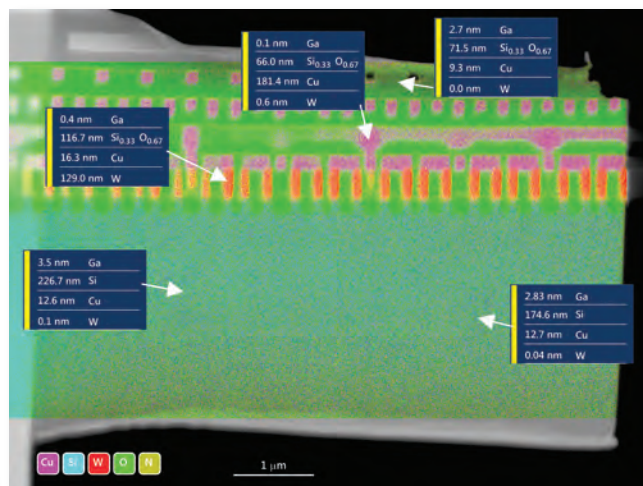 0.1 nm Ga
66.0 nm Si0.33 O0.67
181.4 nm Cu
0.6 nm W
2.7 nm Ga
71.5 nm Si0.33 O0.67
9.3 nm Cu
0.0 nm W
0.4 nm Ga
116.7 nm Si0.33 O0.67
16.3 nm Cu
129.0 nm W
3.5 nm Ga
226.7 nm Si
12.6 nm Cu
0.1 nm W
2.83 nm Ga
174.6 nm Si
12.7 nm Cu
0.04 nm W
Cu Si W O N
1 μm